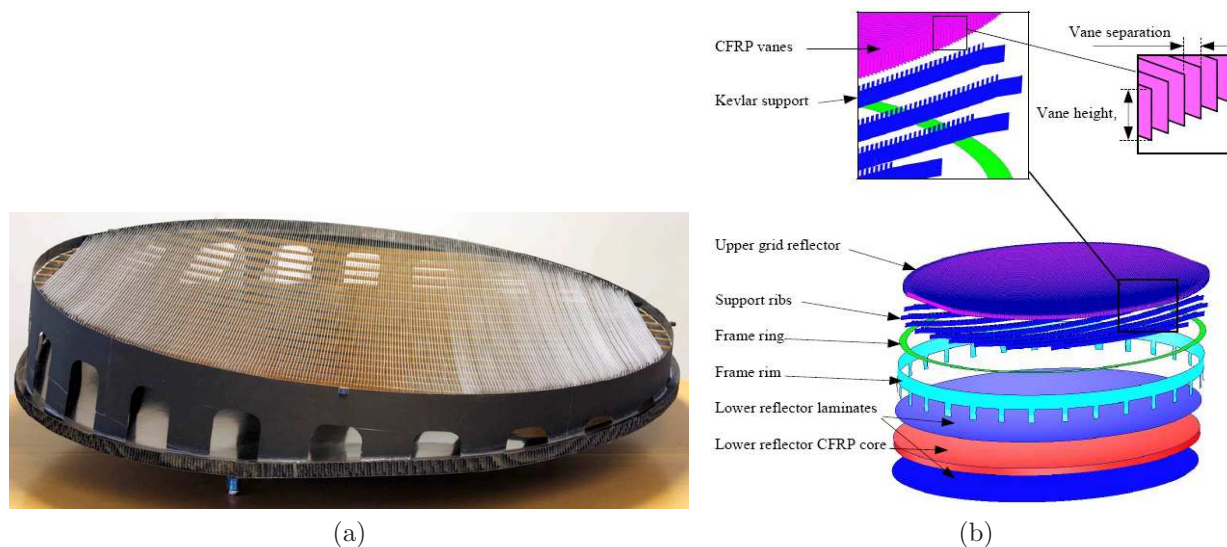 CFRP vanes
Vane separation
Kevlar support
Vane height,
Upper grid reflector
Support ribs
Frame ring
Frame rim
Lower reflector laminates
Lower reflector CFRP core
(a)
(b)